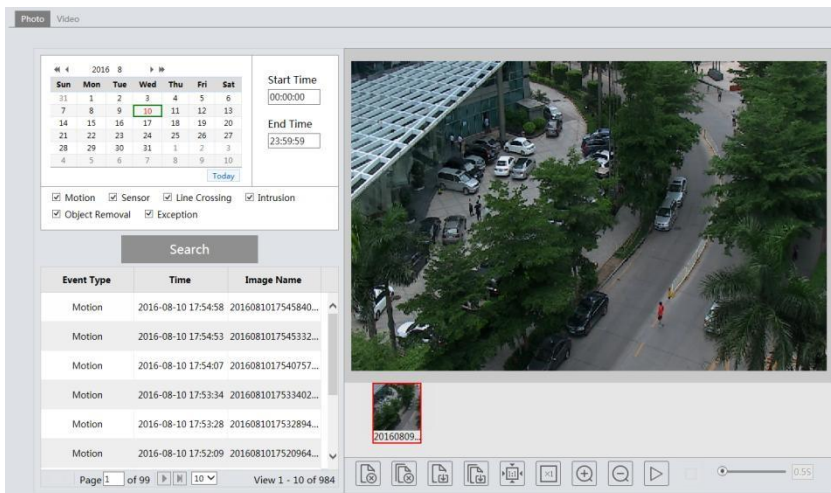 Photo Video
2016 8
Sun Mon Tue Wed Thu Fri Sat
31 1 2 3 4 5 6
7 8 9 10 11 12 13
14 15 16 17 18 19 20
21 22 23 24 25 26 27
28 29 30 31 1 2 3
4 5 6 7 8 9 10
Today
Start Time
00:00:00
End Time
23:59:59
Motion Sensor Line Crossing Intrusion
Object Removal Exception
Search
Event Type Time Image Name
Motion 2016-08-10 17:54:58 2016081017545840...
Motion 2016-08-10 17:54:53 2016081017545332...
Motion 2016-08-10 17:54:07 2016081017540757...
Motion 2016-08-10 17:53:34 2016081017533402...
Motion 2016-08-10 17:53:28 2016081017532894...
Motion 2016-08-10 17:52:09 2016081017520964...
Page 1 of 99 10 View 1 - 10 of 984
20160809...
1:1 ×1 0.5S